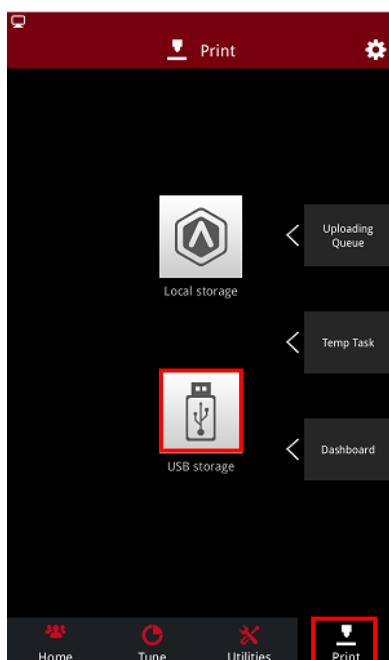 Print
Uploading
Queue
Local storage
Temp Task
Dashboard
USB storage
Home
Tune
Utilities
Print